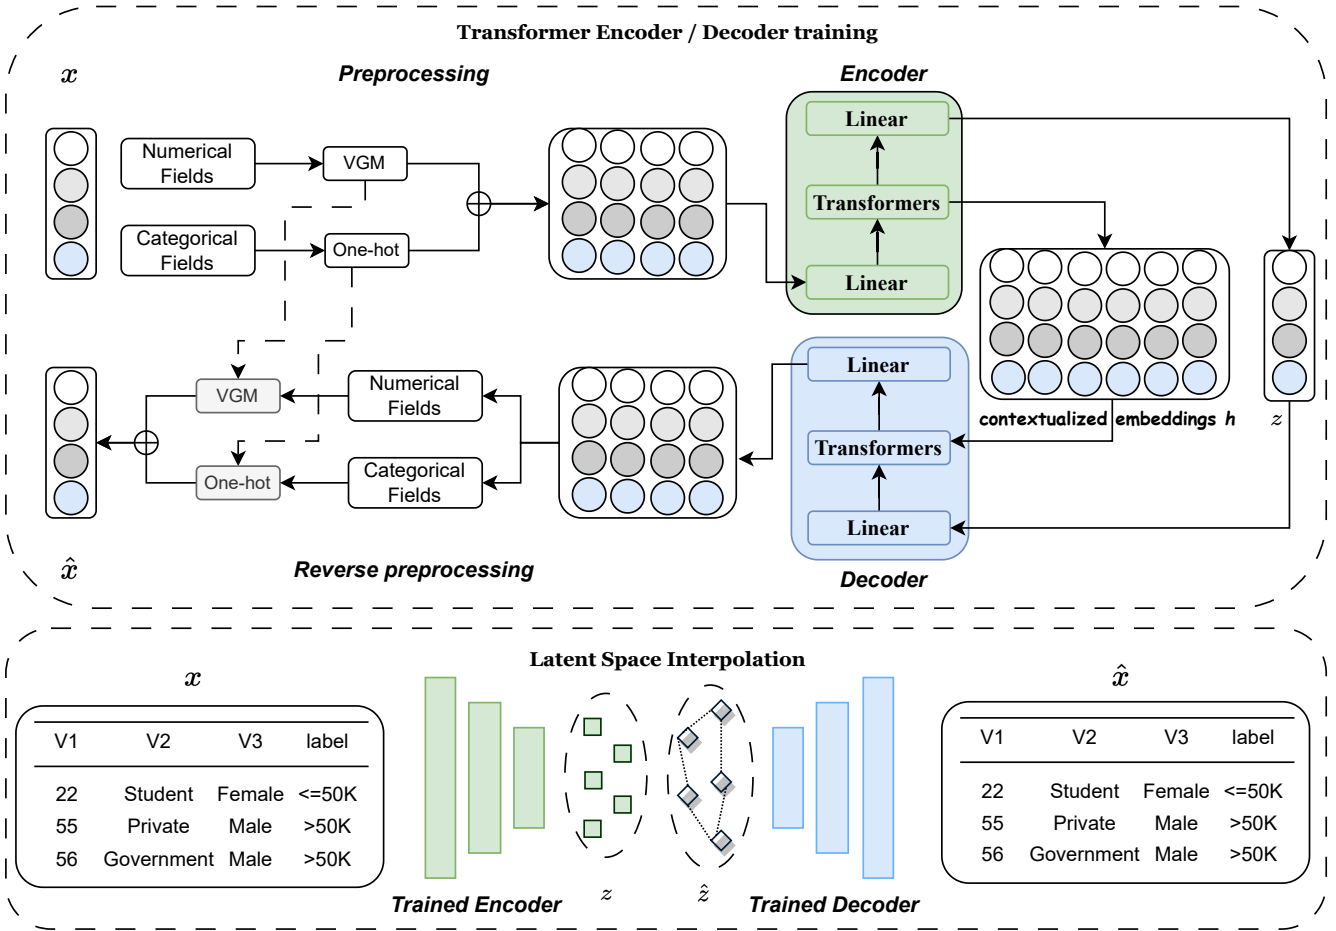 Transformer Encoder / Decoder training
x
Preprocessing
Encoder
Numerical
Fields
VGM
Categorical
Fields
One-hot
Linear
Transformers
Linear
contextualized embeddings h
z
VGM
Numerical
Fields
One-hot
Categorical
Fields
Linear
Transformers
Linear
x̂
Reverse preprocessing
Decoder
Latent Space Interpolation
x
V1 V2 V3 label
22 Student Female <=50K
55 Private Male >50K
56 Government Male >50K
Trained Encoder
z
ẑ
Trained Decoder
x̂
V1 V2 V3 label
22 Student Female <=50K
55 Private Male >50K
56 Government Male >50K